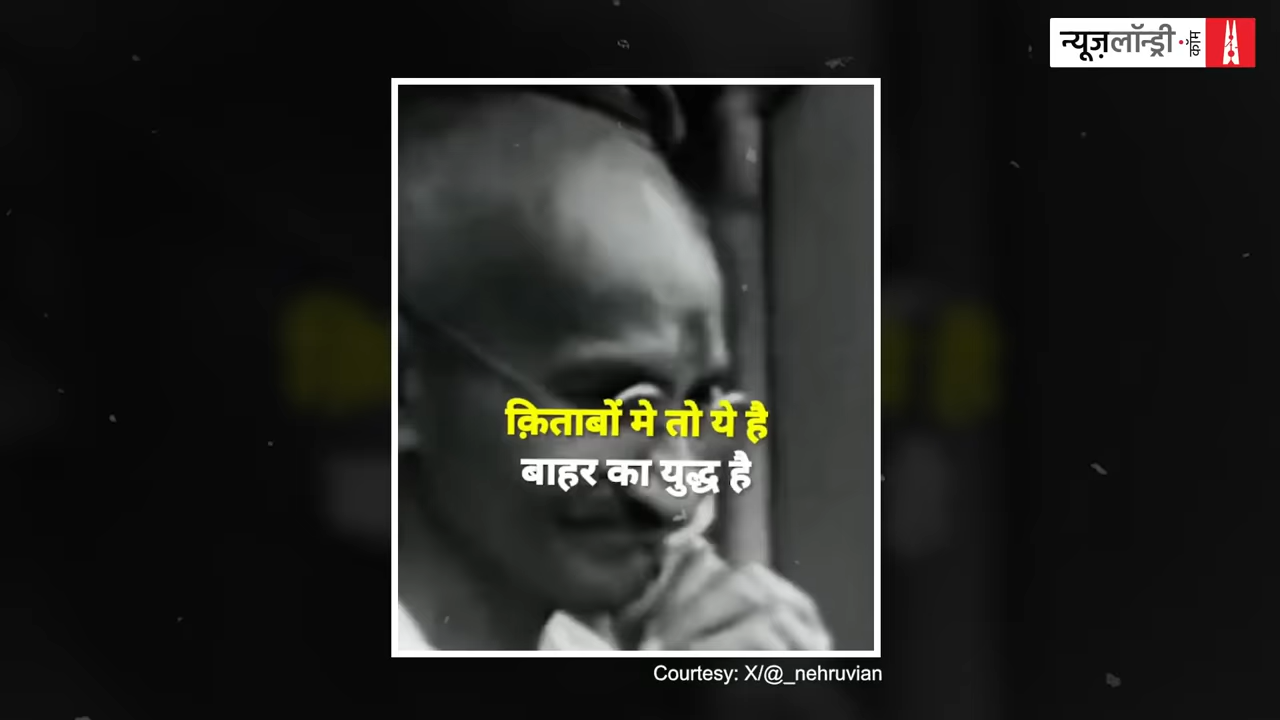 न्यूज़लॉन्ड्री.कॉम
क़िताबों मे तो ये है
बाहर का युद्ध है
Courtesy: X/@_nehruvian